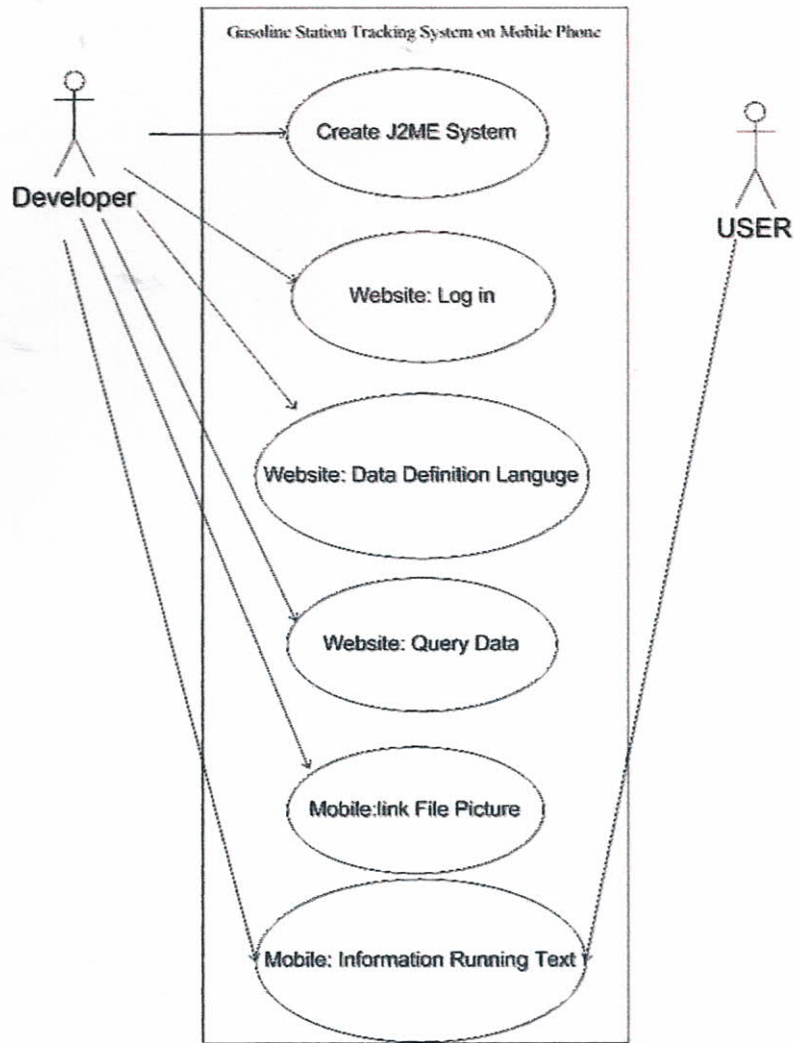 Gasoline Station Tracking System on Mobile Phone
Create J2ME System
Developer
USER
Website: Log in
Website: Data Definition Languge
Website: Query Data
Mobile:link File Picture
Mobile: Information Running Text